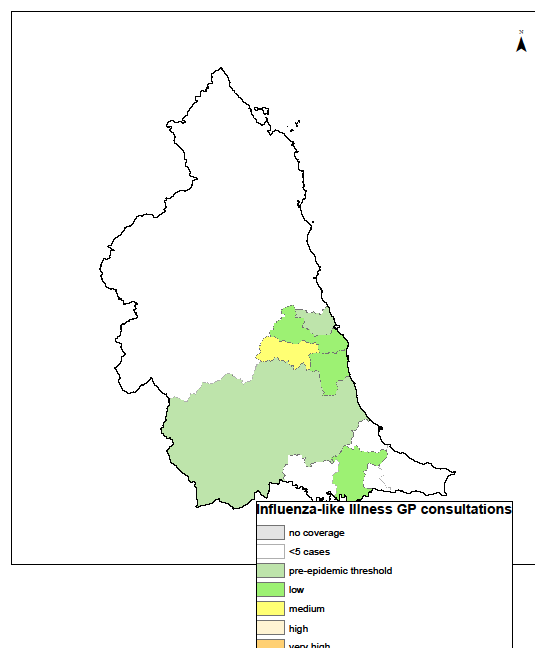 N
Influenza-like Illness GP consultations
no coverage
<5 cases
pre-epidemic threshold
low
medium
high
very high